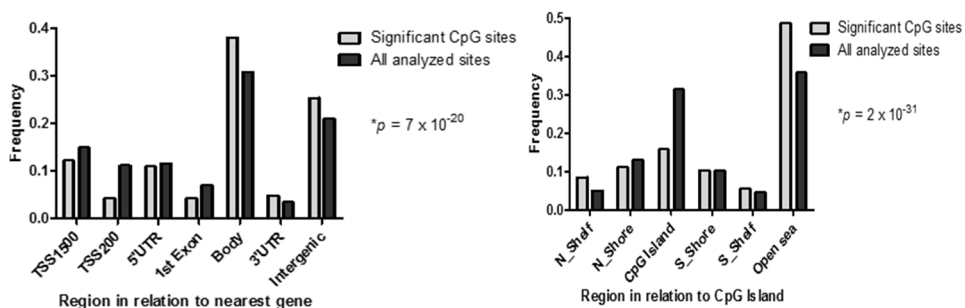 0.4
0.3
0.2
0.1
0.0
Frequency
Significant CpG sites
All analyzed sites
*p = 7 x 10-20
TSS1500
TSS200
5'UTR
1st Exon
Body
3'UTR
Intergenic
Region in relation to nearest gene
0.5
0.4
0.3
0.2
0.1
0.0
Frequency
Significant CpG sites
All analyzed sites
*p = 2 x 10-31
N_Shelf
N_Shore
CpG Island
S_Shore
S_Shelf
Open sea
Region in relation to CpG Island